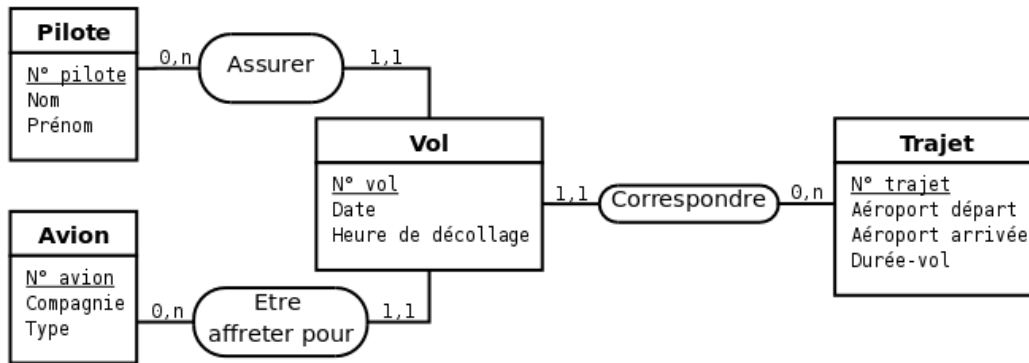 Pilote
N° pilote
Nom
Prénom
0,n
Assurer
1,1
Vol
N° vol
Date
Heure de décollage
1,1
Correspondre
0,n
Trajet
N° trajet
Aéroport départ
Aéroport arrivée
Durée-vol
Avion
N° avion
Compagnie
Type
0,n
Etre
affreter pour
1,1